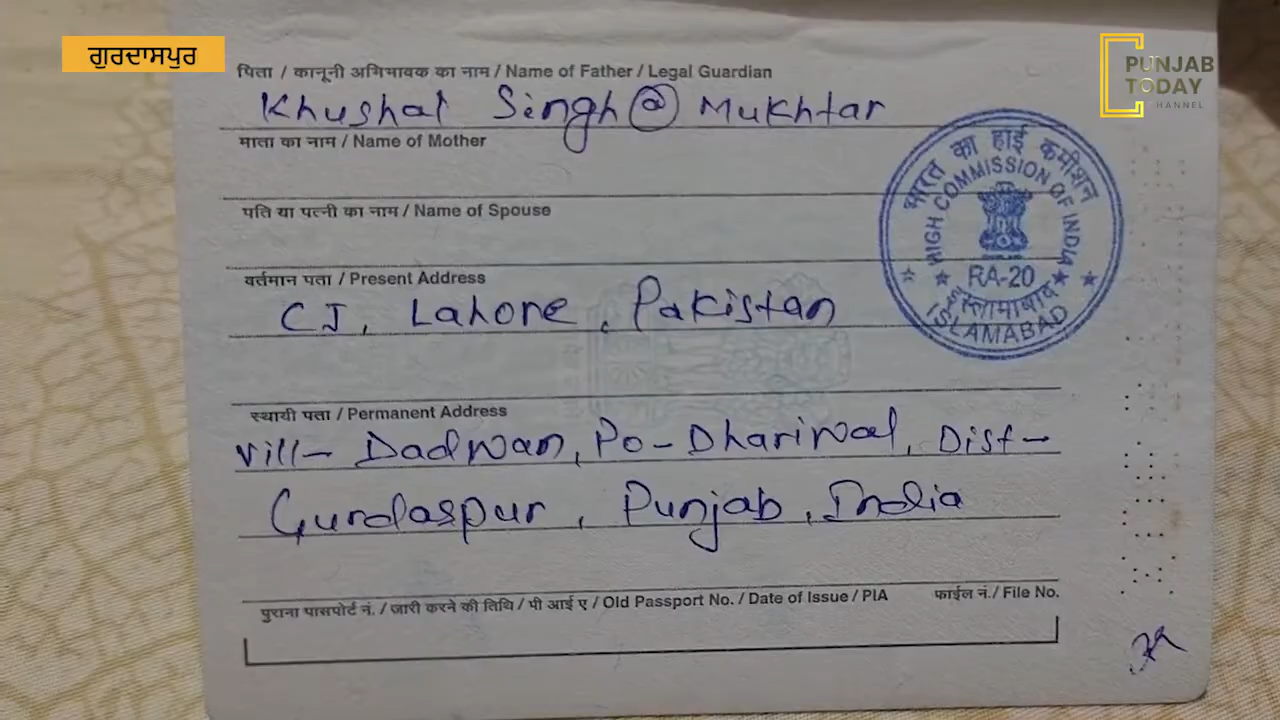 ਗੁਰਦਾਸਪੁਰ
PUNJAB
TODAY
CHANNEL
पिता / कानूनी अभिभावक का नाम / Name of Father / Legal Guardian
Khushal Singh @ Mukhtar
माता का नाम / Name of Mother
पति या पत्नी का नाम / Name of Spouse
वर्तमान पता / Present Address
CJ, Lahore, Pakistan
भारत का हाई कमीशन
HIGH COMMISSION OF INDIA
RA-20
इस्लामाबाद
ISLAMABAD
स्थायी पता / Permanent Address
Vill- Dadwan, Po- Dhariwal, Dist-
Gurdaspur, Punjab, India
पुराना पासपोर्ट नं. / जारी करने की तिथि / पी आई ए / Old Passport No. / Date of Issue / PIA
फाईल नं./ File No.